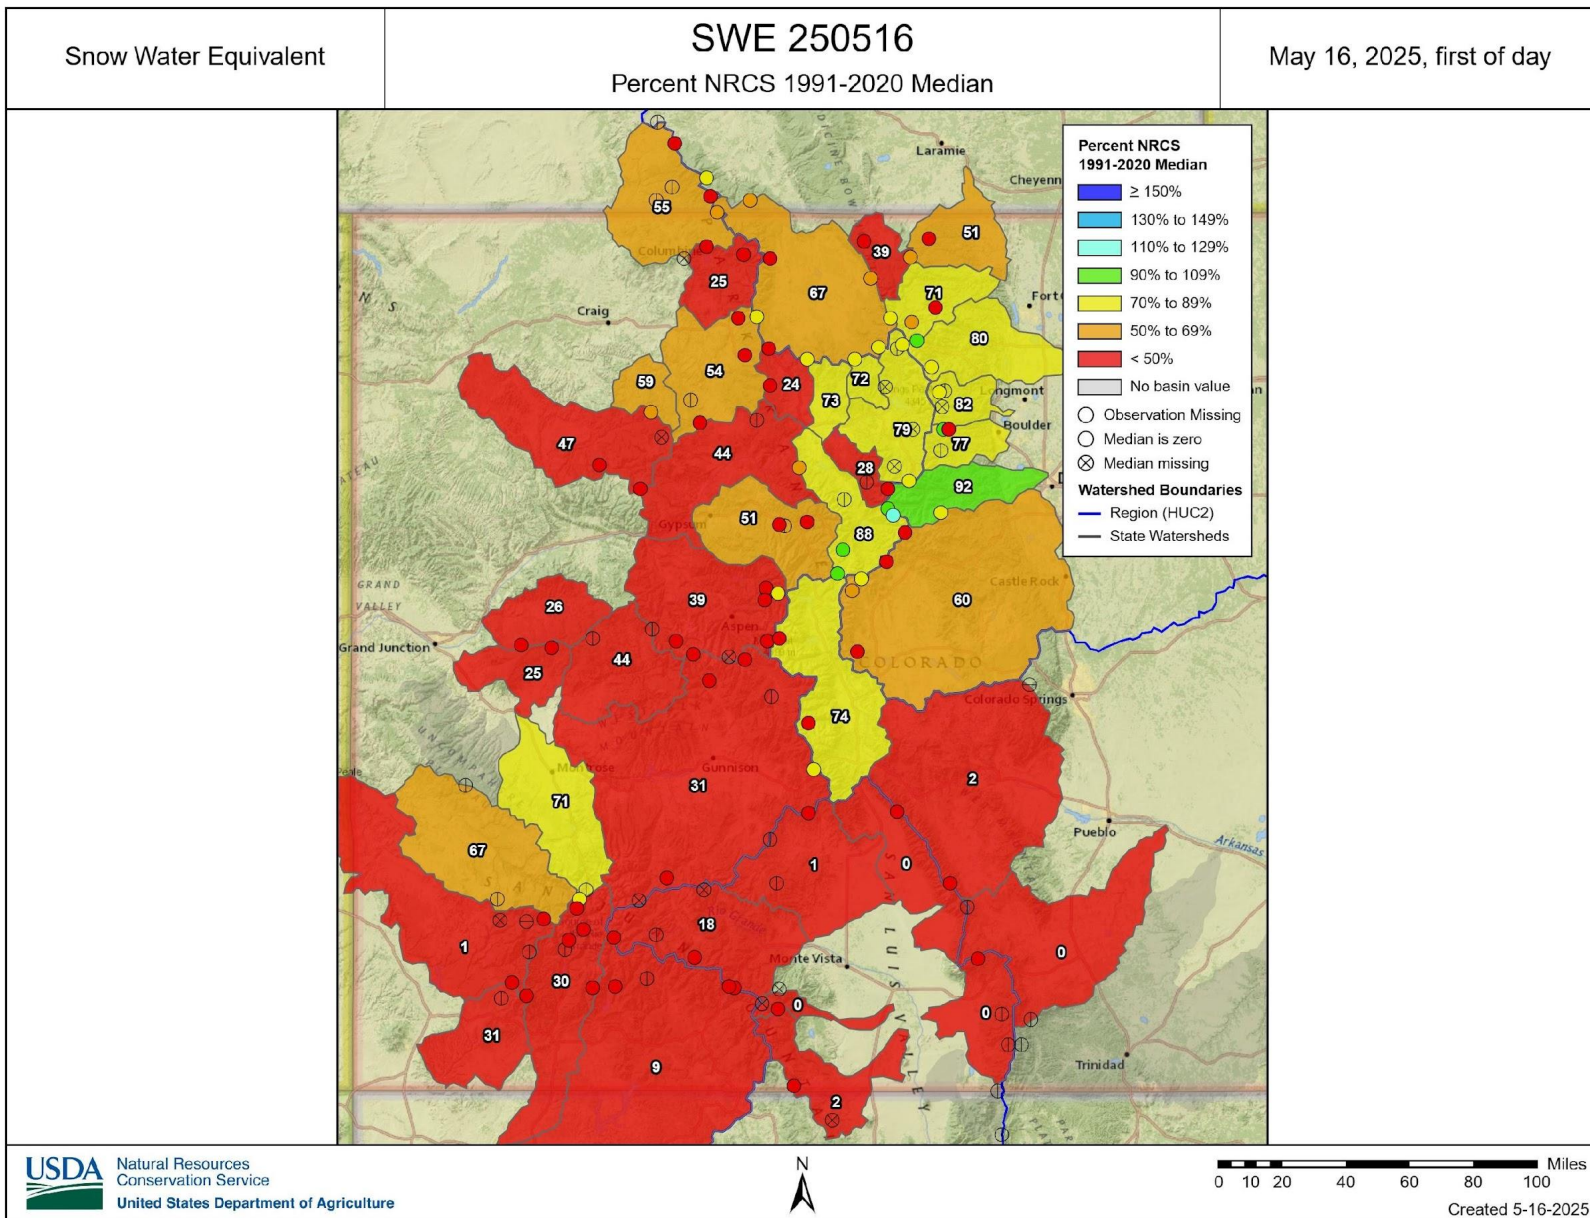 Snow Water Equivalent
SWE 250516
Percent NRCS 1991-2020 Median
May 16, 2025, first of day
Laramie
Cheyenn
Percent NRCS
1991-2020 Median
≥ 150%
130% to 149%
110% to 129%
90% to 109%
70% to 89%
50% to 69%
< 50%
No basin value
Observation Missing
Median is zero
Median missing
Watershed Boundaries
Region (HUC2)
State Watersheds
55
51
39
25
67
71
Craig
80
54
59
24
72
73
Longmont
82
79
77
Boulder
47
44
28
92
Gypsum
51
88
GRAND
VALLEY
Castle Rock
26
39
60
Aspen
Grand Junction
44
25
COLORADO
Colorado Springs
74
Montrose
Gunnison
31
2
71
Pueblo
Arkansas
67
1
0
18
1
Monte Vista
0
30
0
0
31
Trinidad
9
2
SAN
LUIS
VALLEY
USDA
Natural Resources
Conservation Service
United States Department of Agriculture
N
Miles
0 10 20 40 60 80 100
Created 5-16-2025